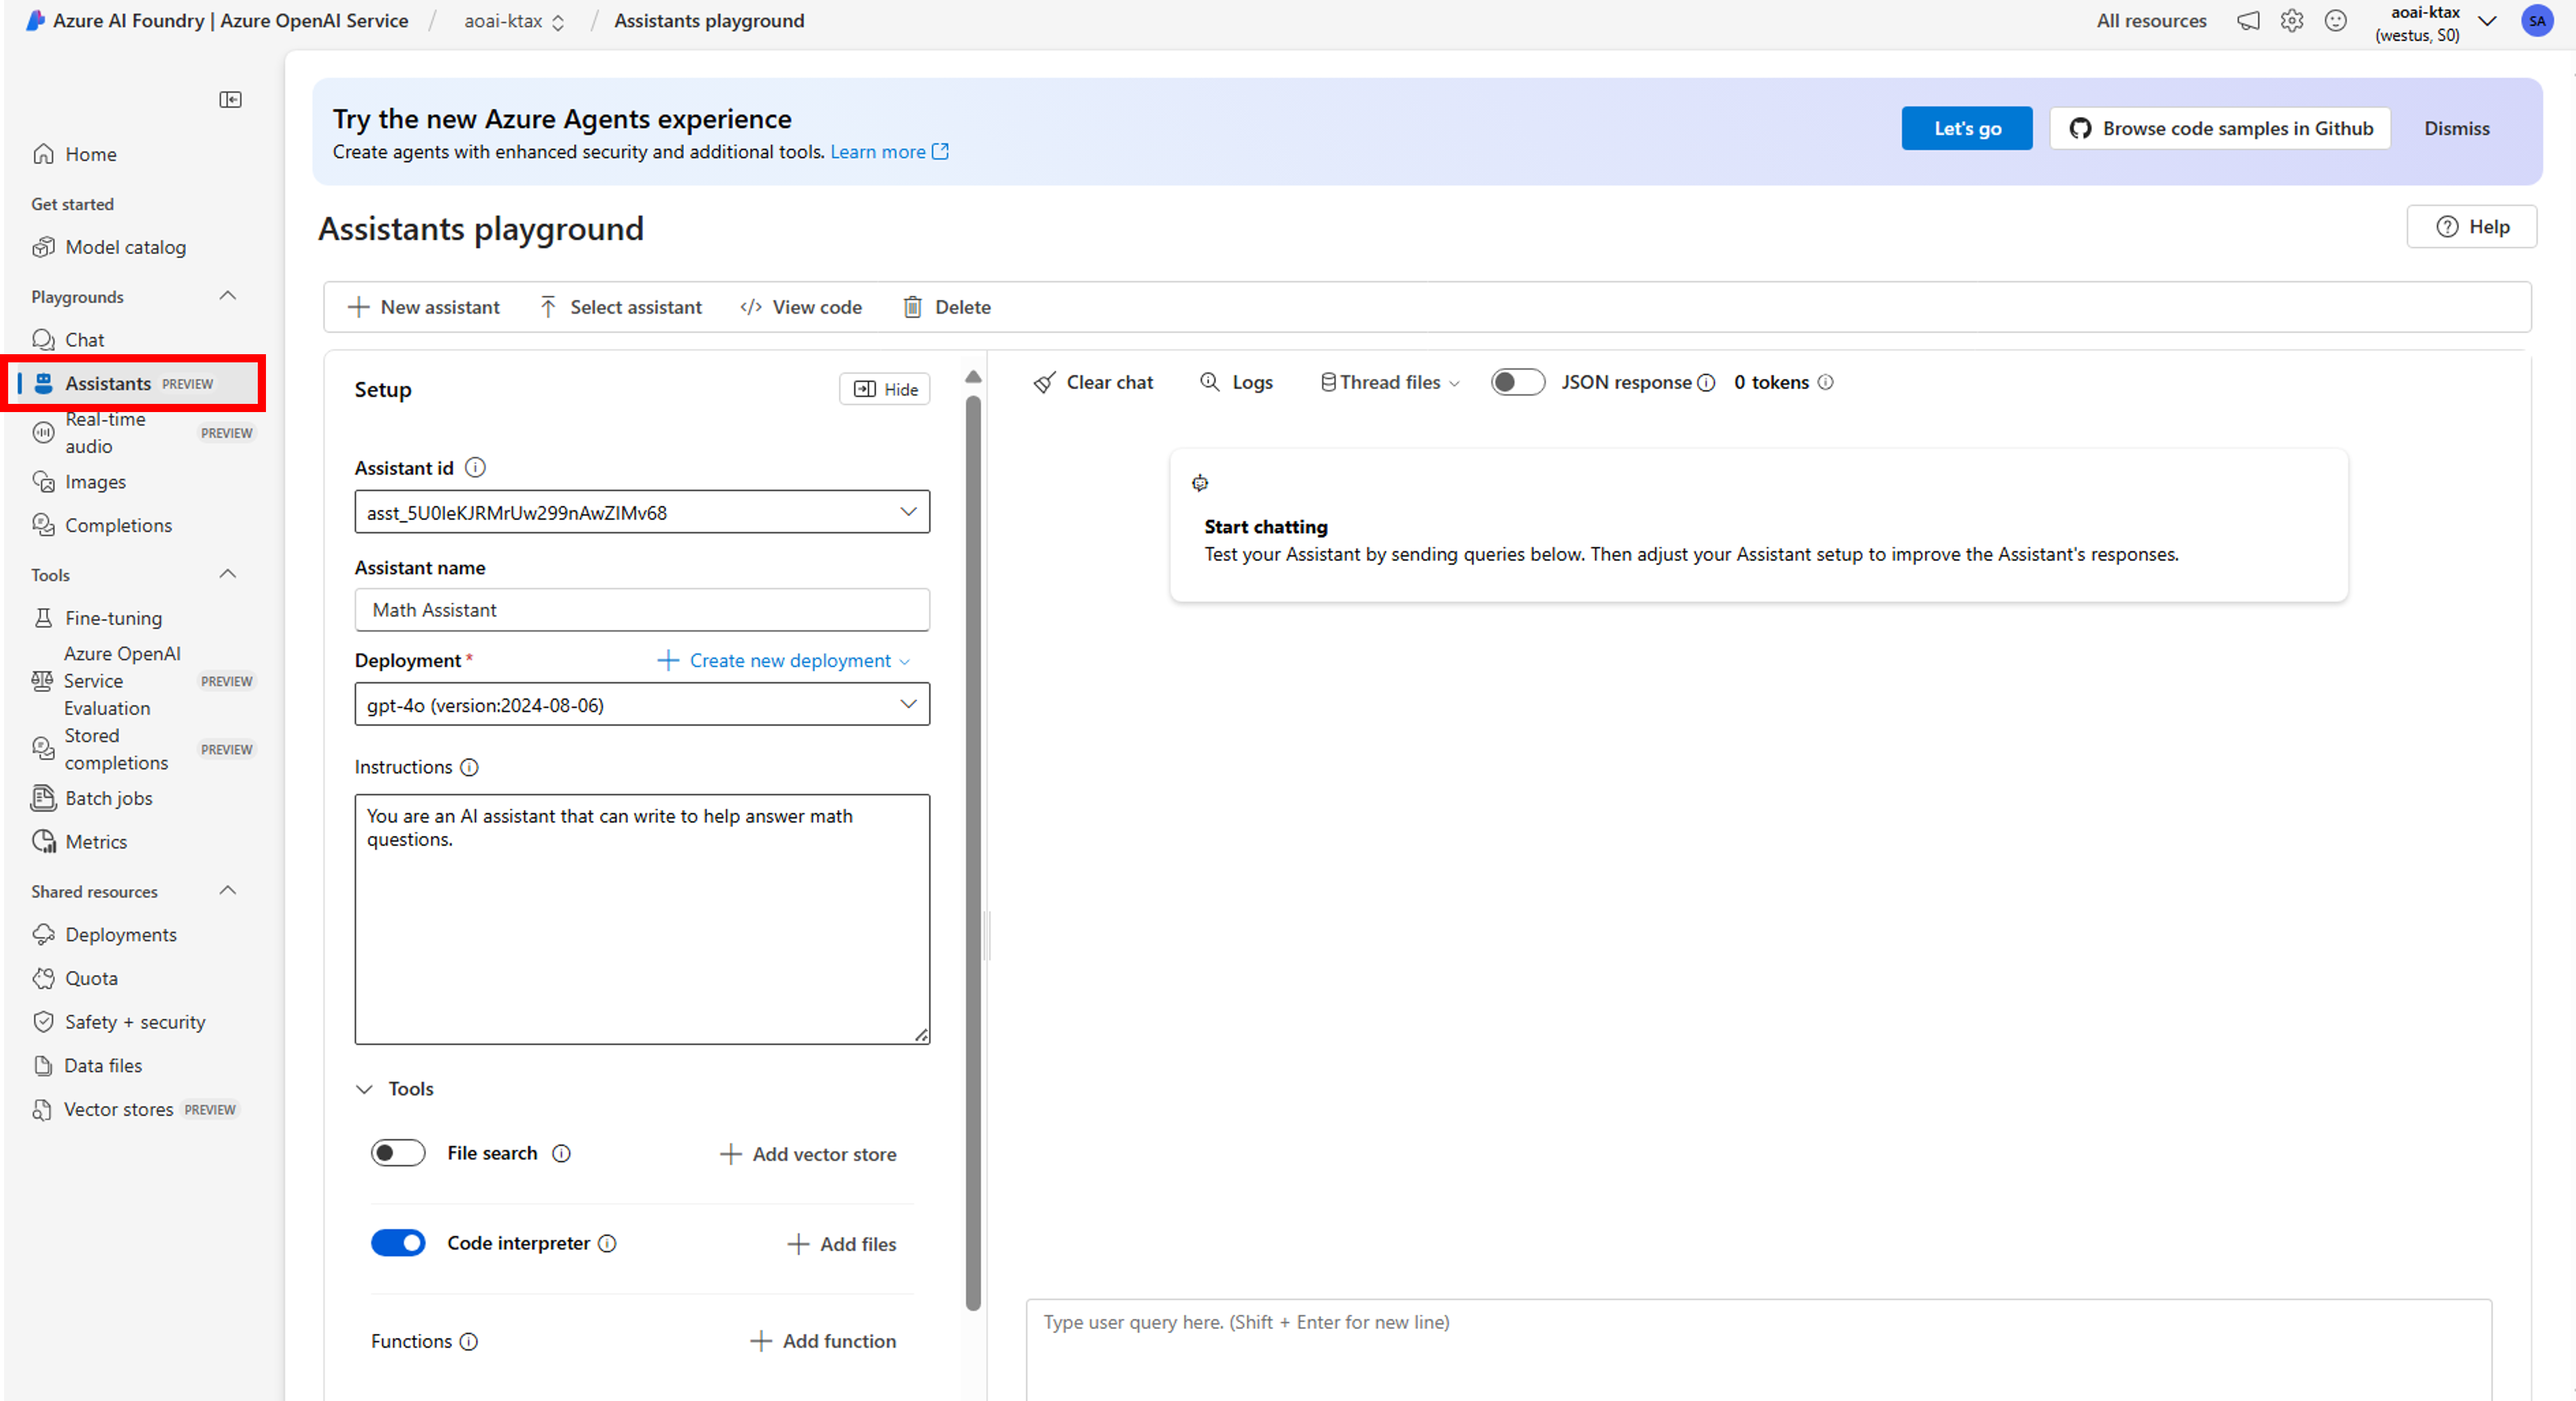 Azure AI Foundry | Azure OpenAI Service / aoai-ktax / Assistants playground
All resources
aoai-ktax
(westus, S0)
SA
Home
Get started
Model catalog
Playgrounds
Chat
Assistants PREVIEW
Real-time
audio
PREVIEW
Images
Completions
Tools
Fine-tuning
Azure OpenAI
Service
Evaluation
PREVIEW
Stored
completions
PREVIEW
Batch jobs
Metrics
Shared resources
Deployments
Quota
Safety + security
Data files
Vector stores PREVIEW
Try the new Azure Agents experience
Create agents with enhanced security and additional tools. Learn more
Let's go
Browse code samples in Github
Dismiss
Assistants playground
Help
New assistant
Select assistant
</> View code
Delete
Setup
Hide
Assistant id
asst_5U0IeKJRMrUw299nAwZIMv68
Assistant name
Math Assistant
Deployment *
Create new deployment
gpt-4o (version:2024-08-06)
Instructions
You are an AI assistant that can write to help answer math
questions.
Tools
File search
Add vector store
Code interpreter
Add files
Functions
Add function
Clear chat
Logs
Thread files
JSON response
0 tokens
Start chatting
Test your Assistant by sending queries below. Then adjust your Assistant setup to improve the Assistant's responses.
Type user query here. (Shift + Enter for new line)